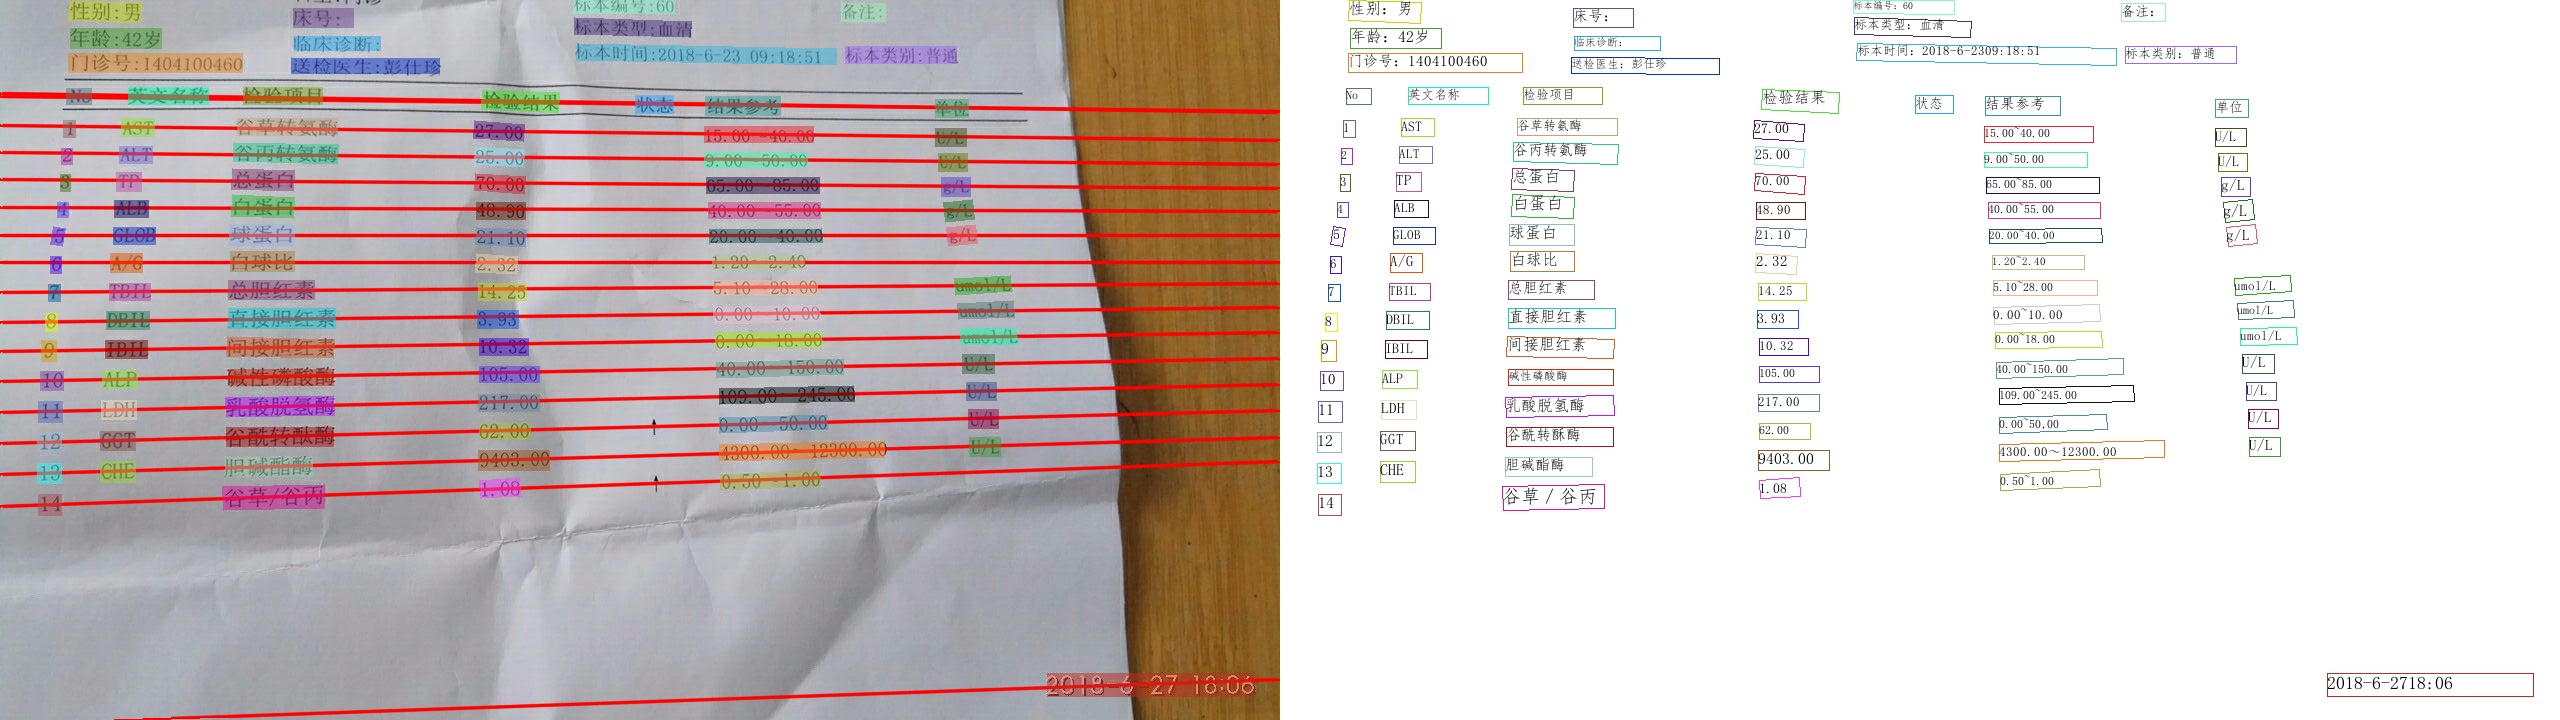 性别:男 标本编号:60 备注:
床号: 标本类型:血清
年龄:42岁 临床诊断: 标本时间:2018-6-23 09:18:51 标本类别:普通
门诊号:1404100460 送检医生:彭仕珍
No 英文名称 检验项目 检验结果 状态 结果参考 单位
1 AST 谷草转氨酶 27.00 15.00~40.00 U/L
2 ALT 谷丙转氨酶 25.00 9.00~50.00 U/L
3 TP 总蛋白 70.00 65.00~85.00 g/L
4 ALB 白蛋白 48.90 40.00~55.00 g/L
5 GLOB 球蛋白 21.10 20.00~40.00 g/L
6 A/G 白球比 2.32 1.20~2.40
7 TBIL 总胆红素 14.25 5.10~28.00 umol/L
8 DBIL 直接胆红素 3.93 0.00~10.00 umol/L
9 IBIL 间接胆红素 10.32 0.00~18.00 umol/L
10 ALP 碱性磷酸酶 105.00 40.00~150.00 U/L
11 LDH 乳酸脱氢酶 217.00 109.00~245.00 U/L
12 GGT 谷酰转酞酶 62.00 ↑ 0.00~50.00 U/L
13 CHE 胆碱酯酶 9403.00 4300.00~12300.00 U/L
14 谷草/谷丙 1.08 ↑ 0.50~1.00
2018-6-27 18:06
性别: 男 标本编号: 60 备注:
床号: 标本类型: 血清
年龄: 42岁 临床诊断: 标本时间: 2018-6-2309:18:51 标本类别: 普通
门诊号: 1404100460 送检医生: 彭仕珍
No 英文名称 检验项目 检验结果 状态 结果参考 单位
1 AST 谷草转氨酶 27.00 15.00~40.00 U/L
2 ALT 谷丙转氨酶 25.00 9.00~50.00 U/L
3 TP 总蛋白 70.00 65.00~85.00 g/L
4 ALB 白蛋白 48.90 40.00~55.00 g/L
5 GLOB 球蛋白 21.10 20.00~40.00 g/L
6 A/G 白球比 2.32 1.20~2.40
7 TBIL 总胆红素 14.25 5.10~28.00 umol/L
8 DBIL 直接胆红素 3.93 0.00~10.00 umol/L
9 IBIL 间接胆红素 10.32 0.00~18.00 umol/L
10 ALP 碱性磷酸酶 105.00 40.00~150.00 U/L
11 LDH 乳酸脱氢酶 217.00 109.00~245.00 U/L
12 GGT 谷酰转酥酶 62.00 0.00~50,00 U/L
13 CHE 胆碱酯酶 9403.00 4300.00～12300.00 U/L
14 谷草/谷丙 1.08 0.50~1.00
2018-6-2718:06